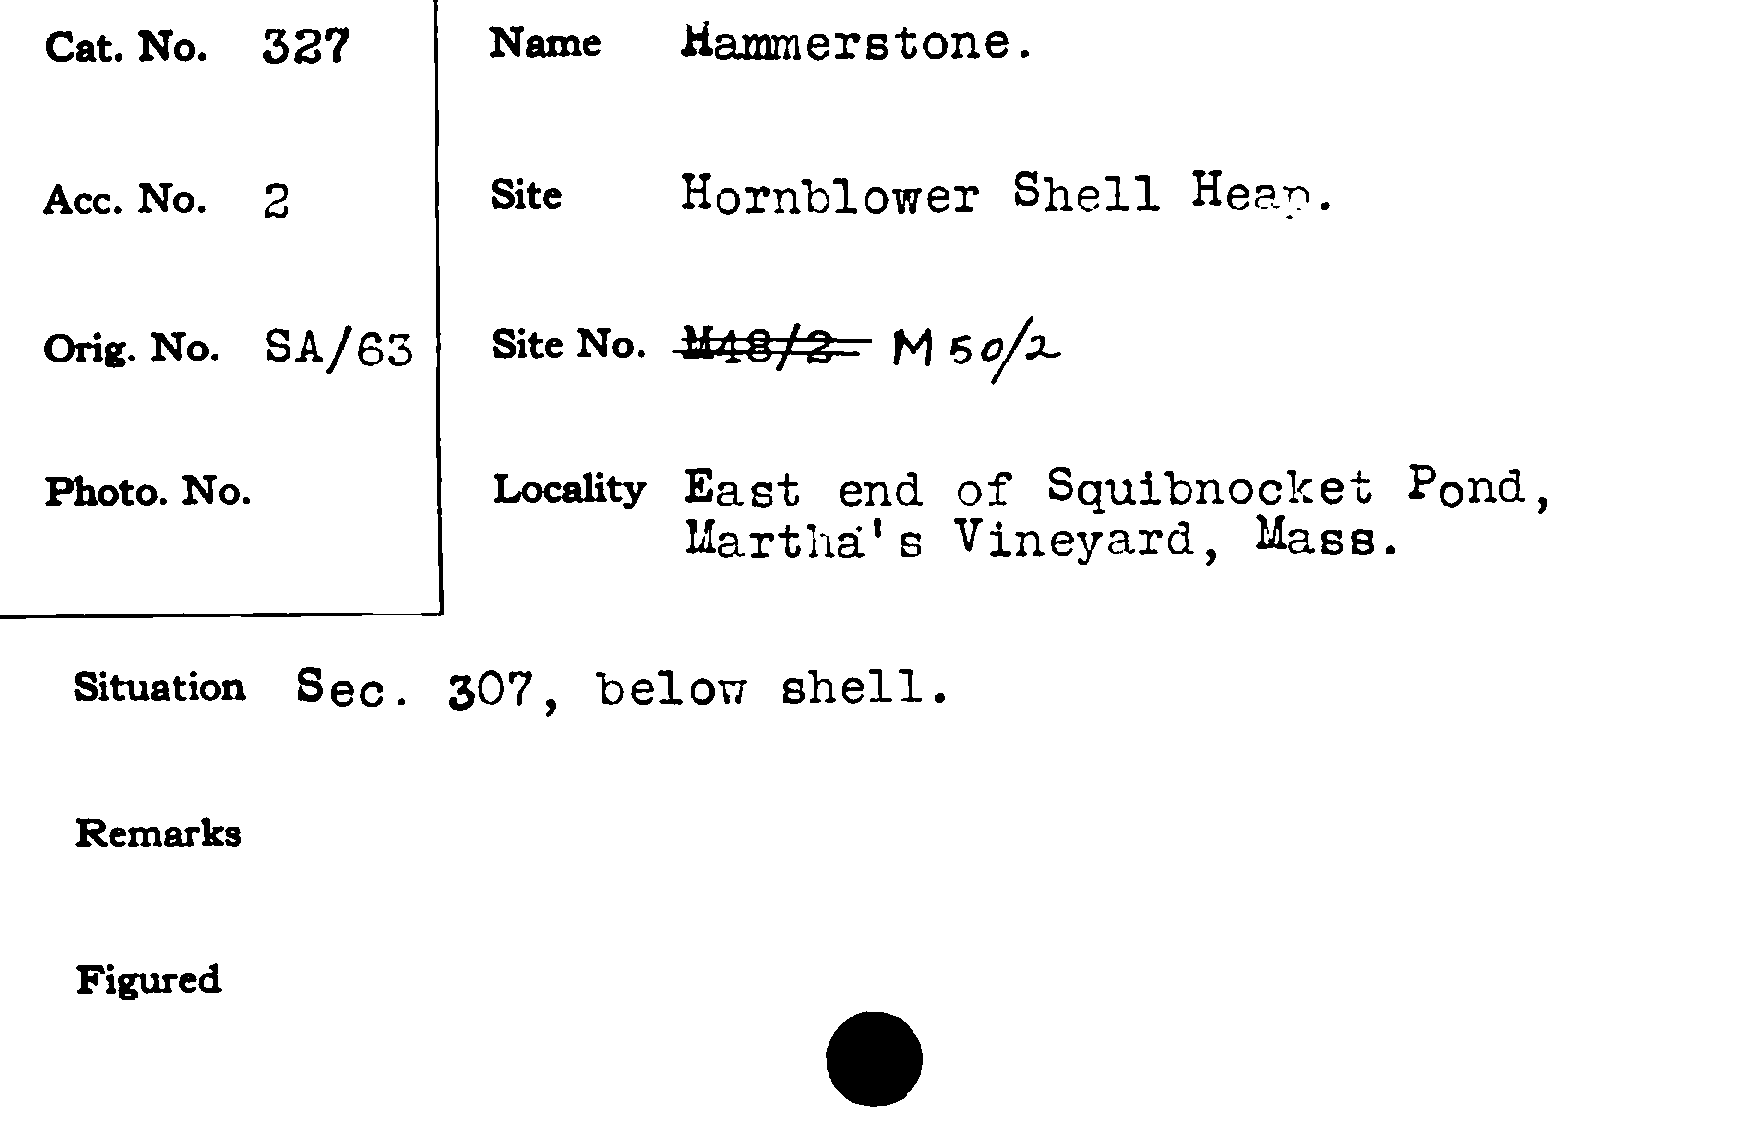 Cat. No. 327
Name Hammerstone.
Acc. No. 2
Site Hornblower Shell Heap.
Orig. No. SA/63
Site No. M48/2 M 50/2
Photo. No.
Locality East end of Squibnocket Pond,
Martha's Vineyard, Mass.
Situation Sec. 307, below shell.
Remarks
Figured